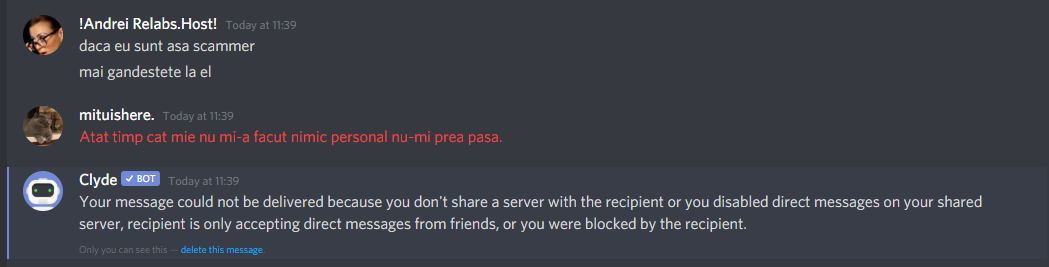 !Andrei Relabs.Host! Today at 11:39
daca eu sunt asa scammer
mai gandestete la el
mituishere. Today at 11:39
Atat timp cat mie nu mi-a facut nimic personal nu-mi prea pasa.
Clyde BOT Today at 11:39
Your message could not be delivered because you don't share a server with the recipient or you disabled direct messages on your shared
server, recipient is only accepting direct messages from friends, or you were blocked by the recipient.
Only you can see this — delete this message.